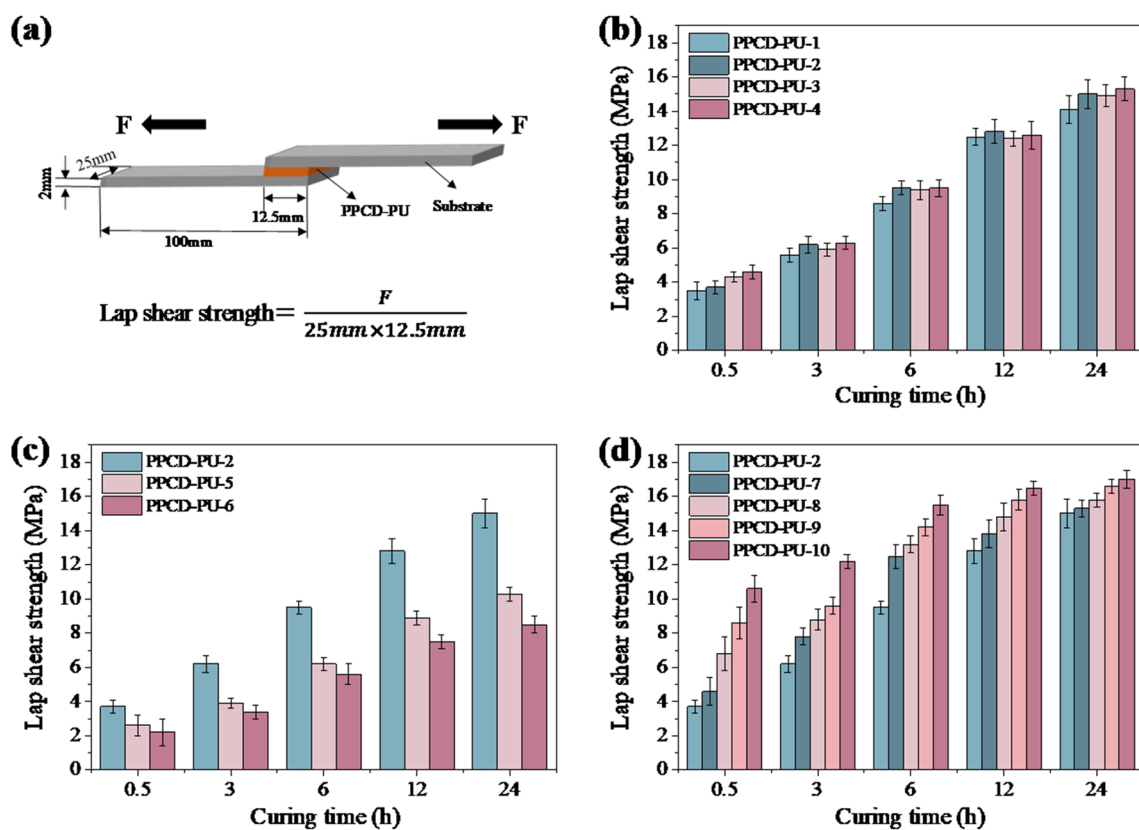 (a)
F
F
25mm
2mm
12.5mm
PPCD-PU
Substrate
100mm
Lap shear strength=
F
25mm×12.5mm
(b)
Lap shear strength (MPa)
18
16
14
12
10
8
6
4
2
0
PPCD-PU-1
PPCD-PU-2
PPCD-PU-3
PPCD-PU-4
0.5 3 6 12 24
Curing time (h)
(c)
Lap shear strength (MPa)
18
16
14
12
10
8
6
4
2
0
PPCD-PU-2
PPCD-PU-5
PPCD-PU-6
0.5 3 6 12 24
Curing time (h)
(d)
Lap shear strength (MPa)
18
16
14
12
10
8
6
4
2
0
PPCD-PU-2
PPCD-PU-7
PPCD-PU-8
PPCD-PU-9
PPCD-PU-10
0.5 3 6 12 24
Curing time (h)